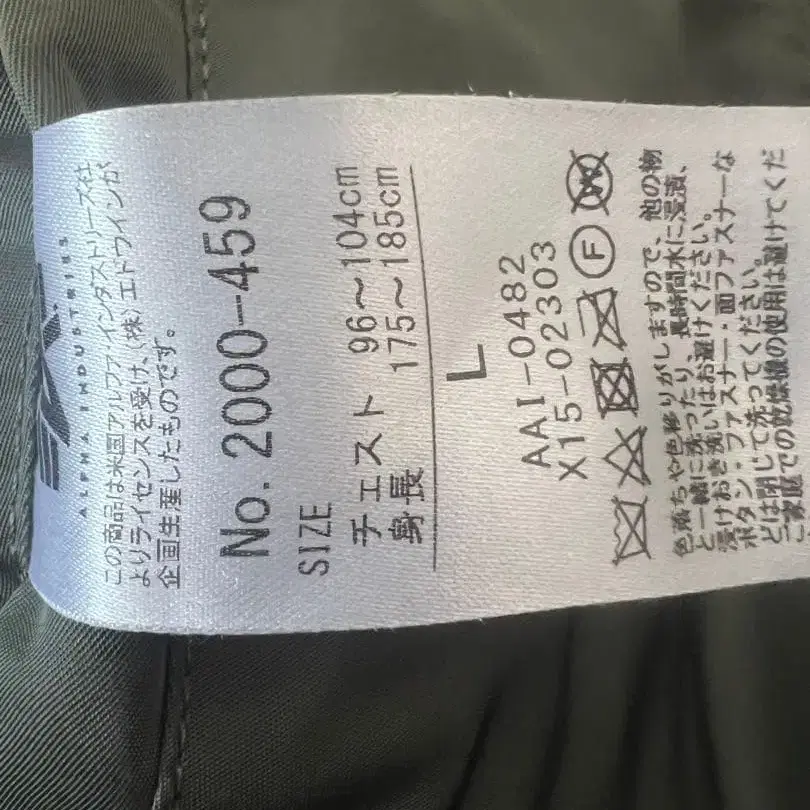 ALPHA INDUSTRIES
この商品は米国アルファ・インダストリーズ社
よりライセンスを受け、(株)エドウインが
企画生産したものです。
No. 2000-459
SIZE
チェスト 96〜104cm
身長 175〜185cm
L
AAI-0482
X15-02303
F W
色落ちや色移りがしますので、他の物
と一緒に洗ったり、長時間水に浸漬、
浸けおき洗いはお避けください。
ボタン・ファスナー・面ファスナーな
どは閉じて洗ってください。
ご家庭での乾燥機の使用は避けてくだ